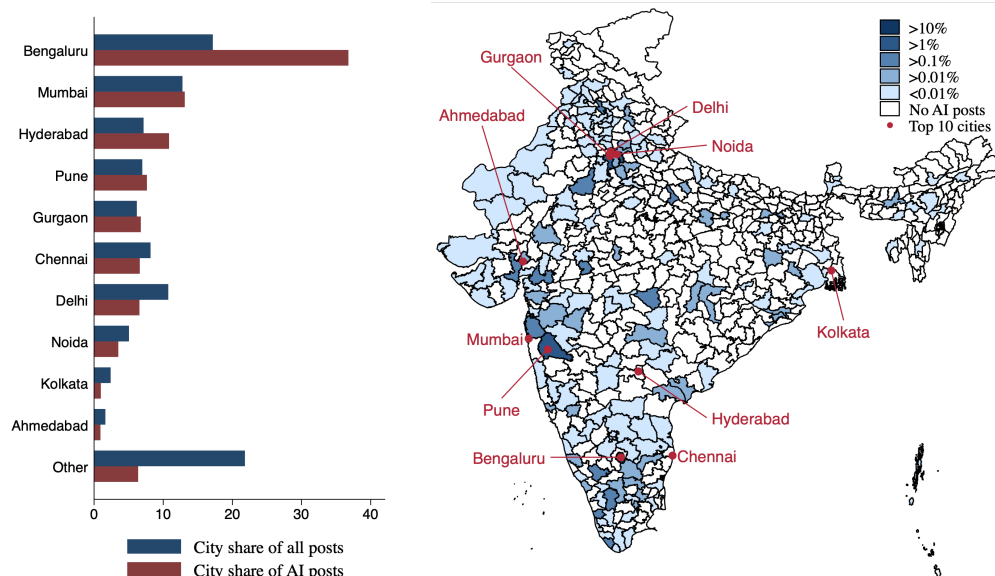 Bengaluru
Mumbai
Hyderabad
Pune
Gurgaon
Chennai
Delhi
Noida
Kolkata
Ahmedabad
Other
0 10 20 30 40
City share of all posts
City share of AI posts
>10%
>1%
>0.1%
>0.01%
<0.01%
No AI posts
Top 10 cities
Gurgaon
Delhi
Ahmedabad
Noida
Mumbai
Kolkata
Pune
Hyderabad
Bengaluru
Chennai